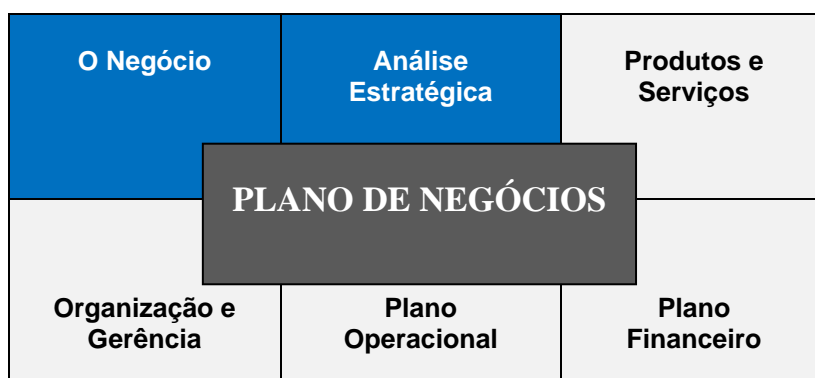 O Negócio
Análise
Estratégica
Produtos e
Serviços
PLANO DE NEGÓCIOS
Organização e
Gerência
Plano
Operacional
Plano
Financeiro